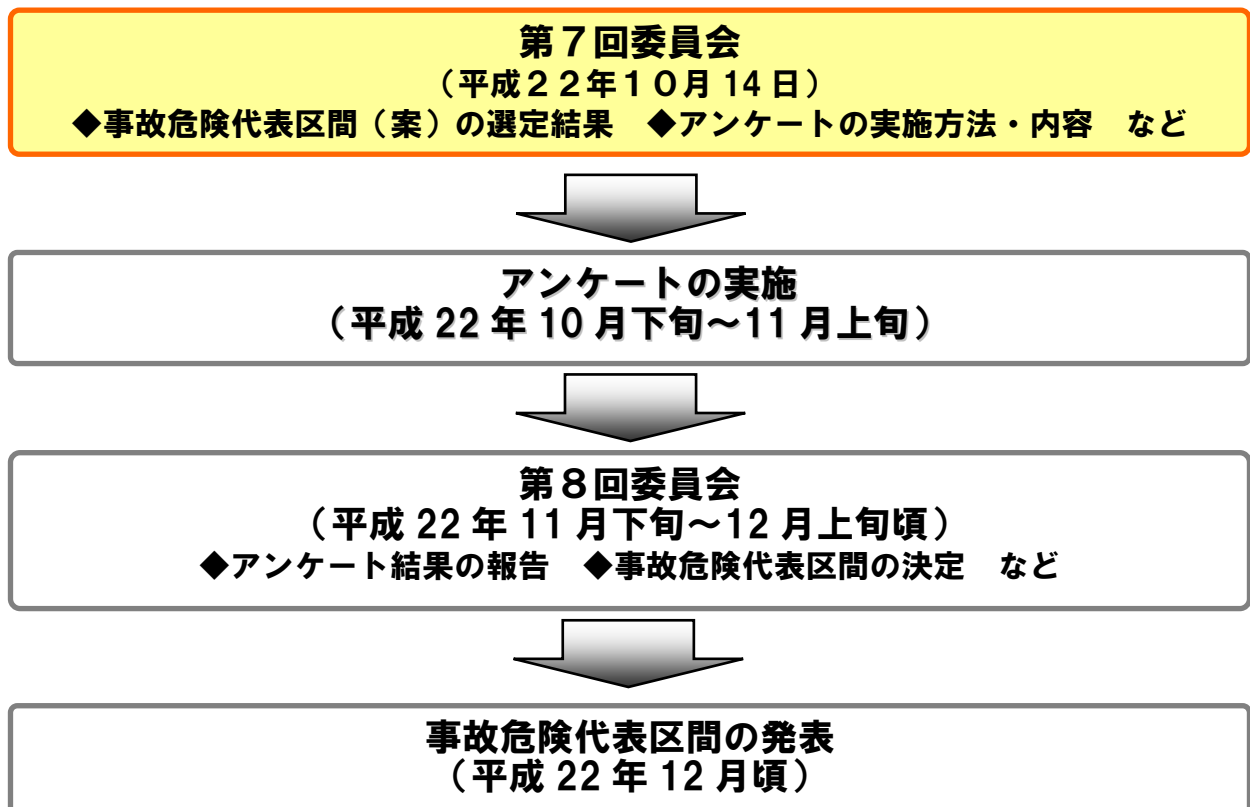 第７回委員会
（平成２２年１０月 14 日）
◆事故危険代表区間（案）の選定結果　◆アンケートの実施方法・内容　など
アンケートの実施
（平成 22 年 10 月下旬～11 月上旬）
第８回委員会
（平成 22 年 11 月下旬～12 月上旬頃）
◆アンケート結果の報告　◆事故危険代表区間の決定　など
事故危険代表区間の発表
（平成 22 年 12 月頃）